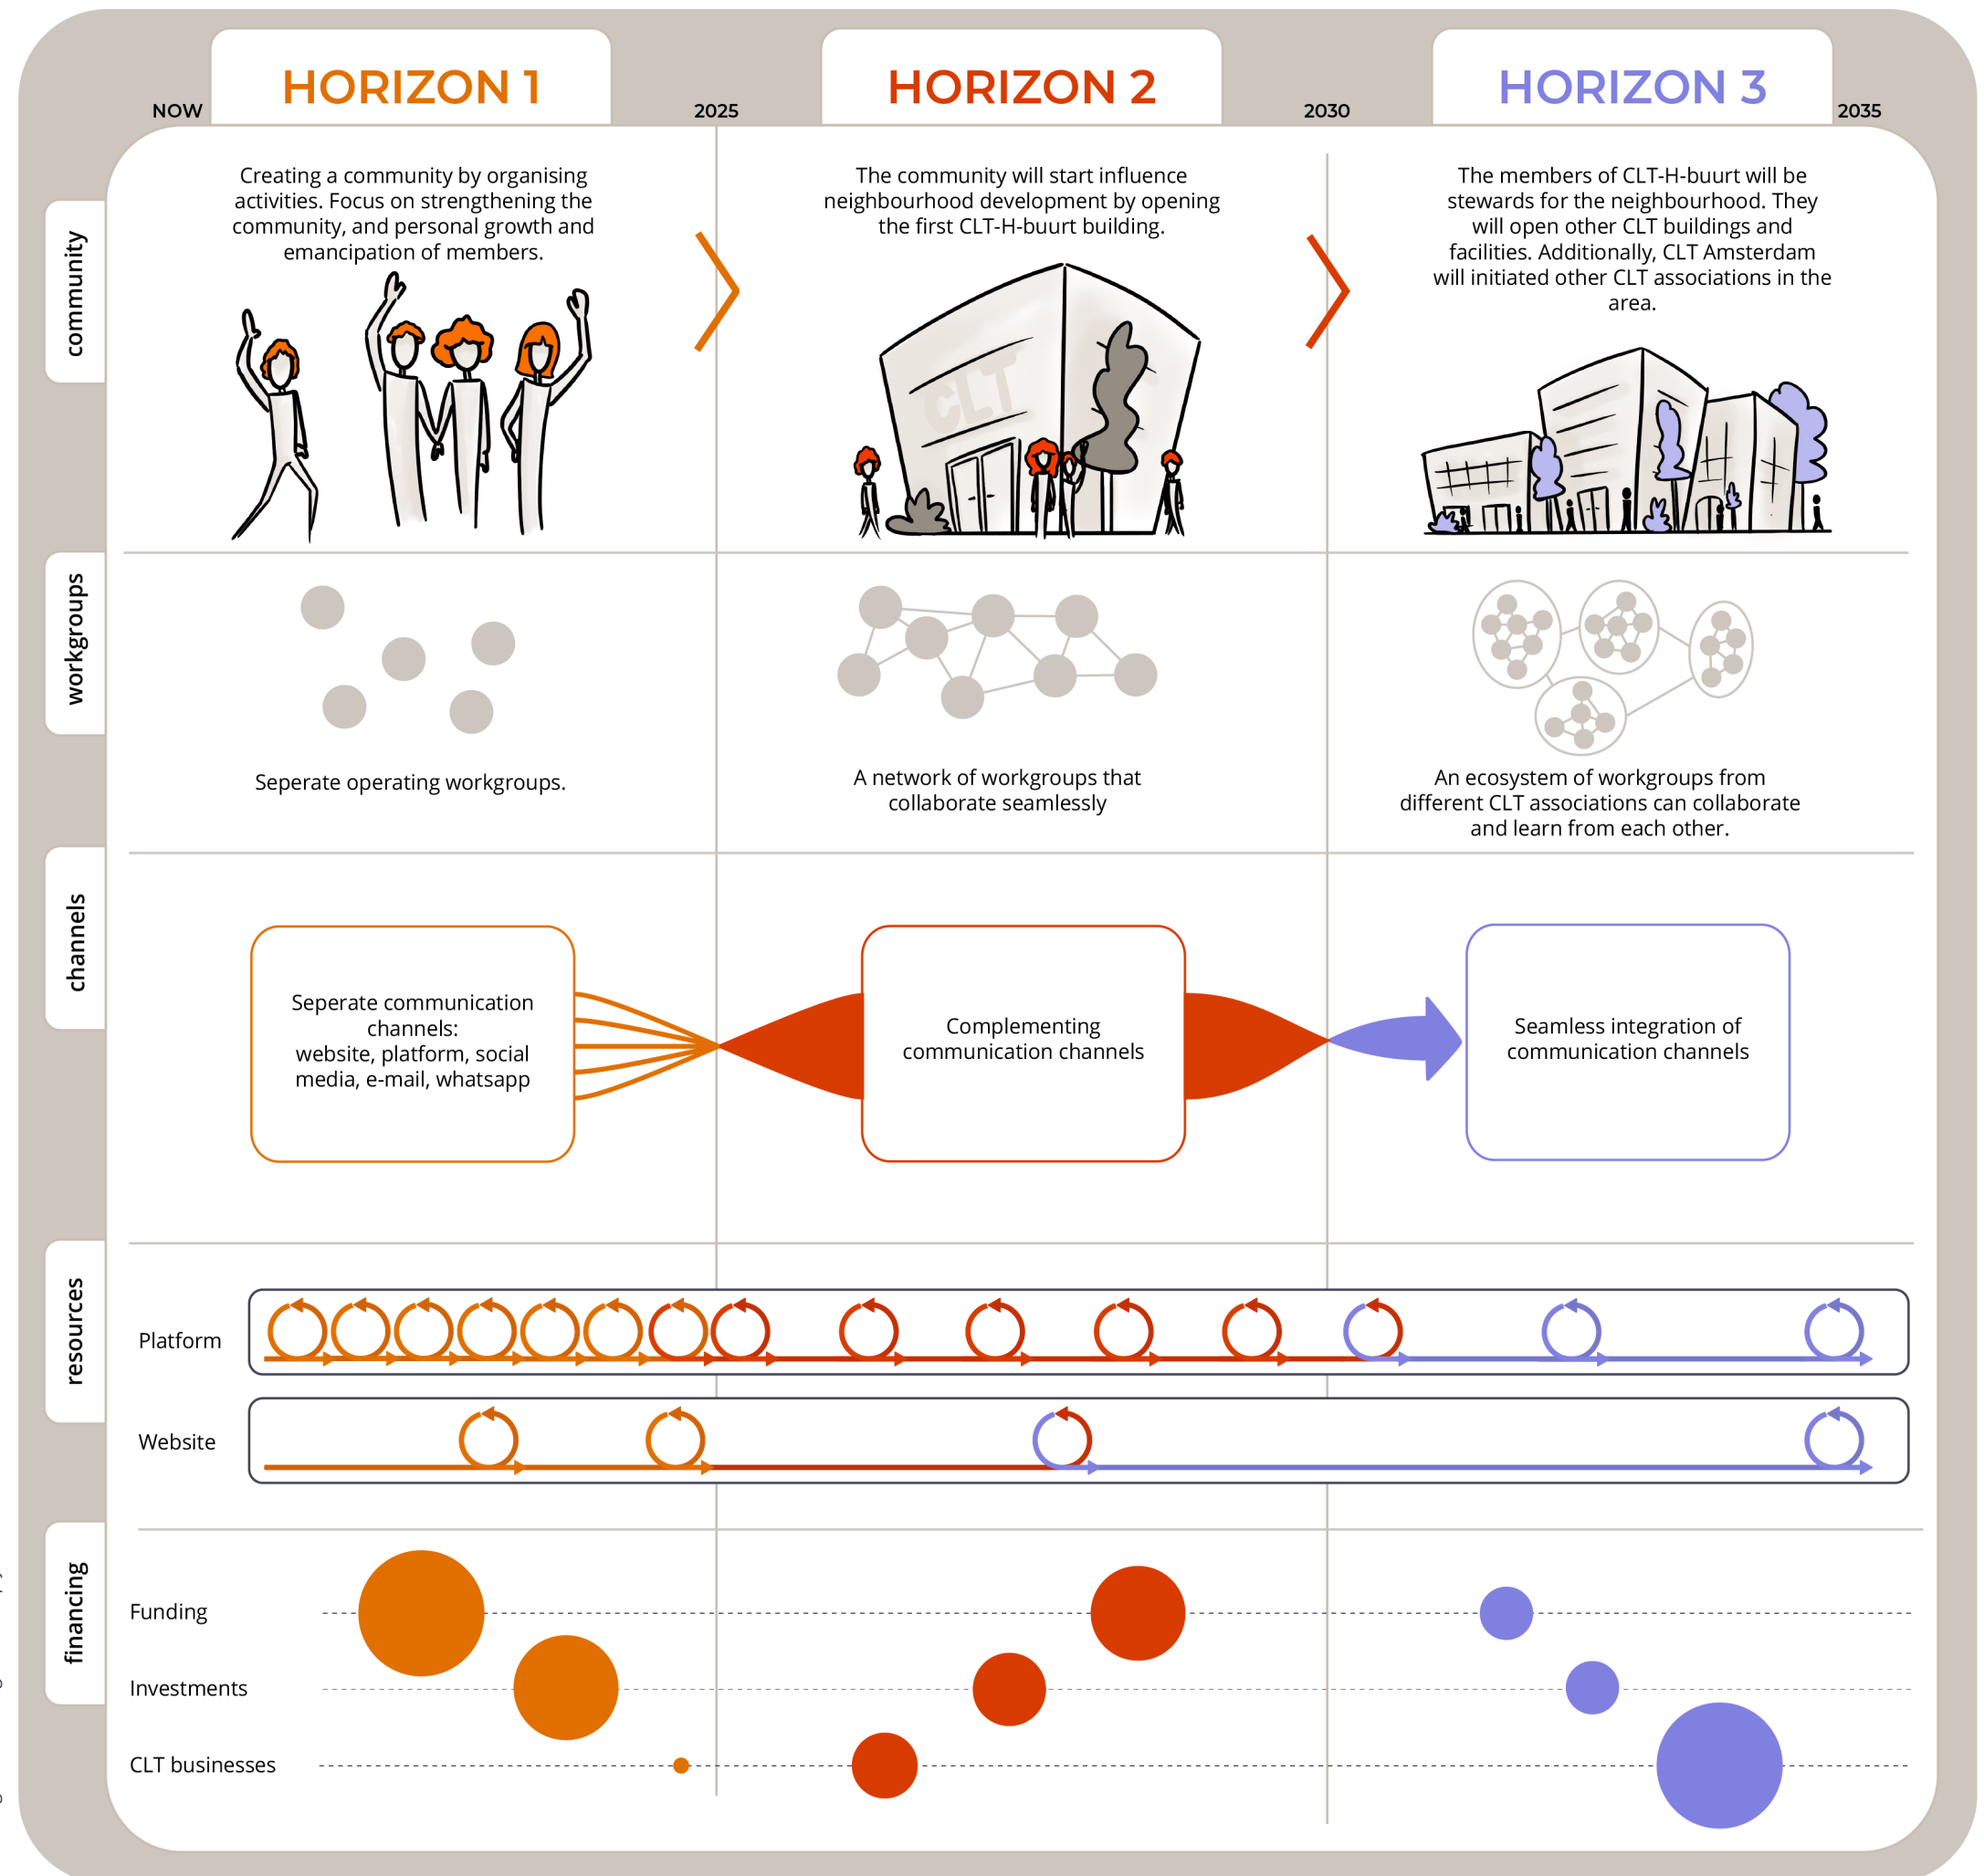 HORIZON 1
HORIZON 2
HORIZON 3
NOW
2025
2030
2035
community
Creating a community by organising
activities. Focus on strengthening the
community, and personal growth and
emancipation of members.
The community will start influence
neighbourhood development by opening
the first CLT-H-buurt building.
The members of CLT-H-buurt will be
stewards for the neighbourhood. They
will open other CLT buildings and
facilities. Additionally, CLT Amsterdam
will initiated other CLT associations in the
area.
CLT
workgroups
Seperate operating workgroups.
A network of workgroups that
collaborate seamlessly
An ecosystem of workgroups from
different CLT associations can collaborate
and learn from each other.
channels
Seperate communication
channels:
website, platform, social
media, e-mail, whatsapp
Complementing
communication channels
Seamless integration of
communication channels
resources
Platform
Website
financing
Funding
Investments
CLT businesses